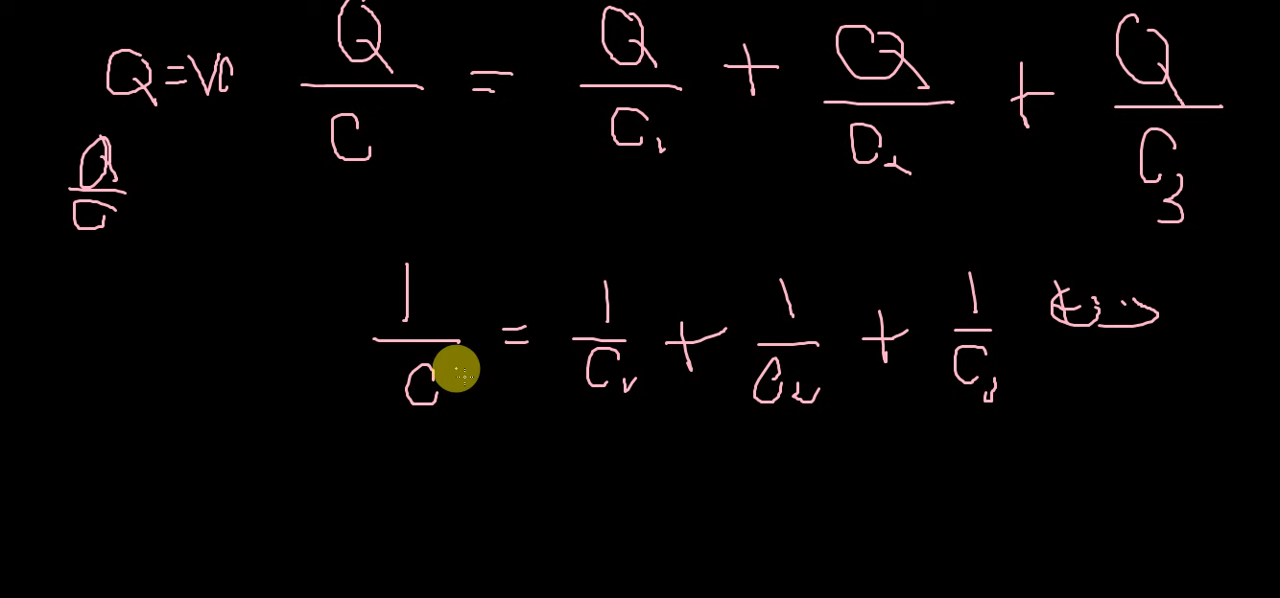 Q = VC Q/C = Q/C₁ + Q/C₂ + Q/C₃
Q/C
1/C = 1/C₁ + 1/C₂ + 1/C₃